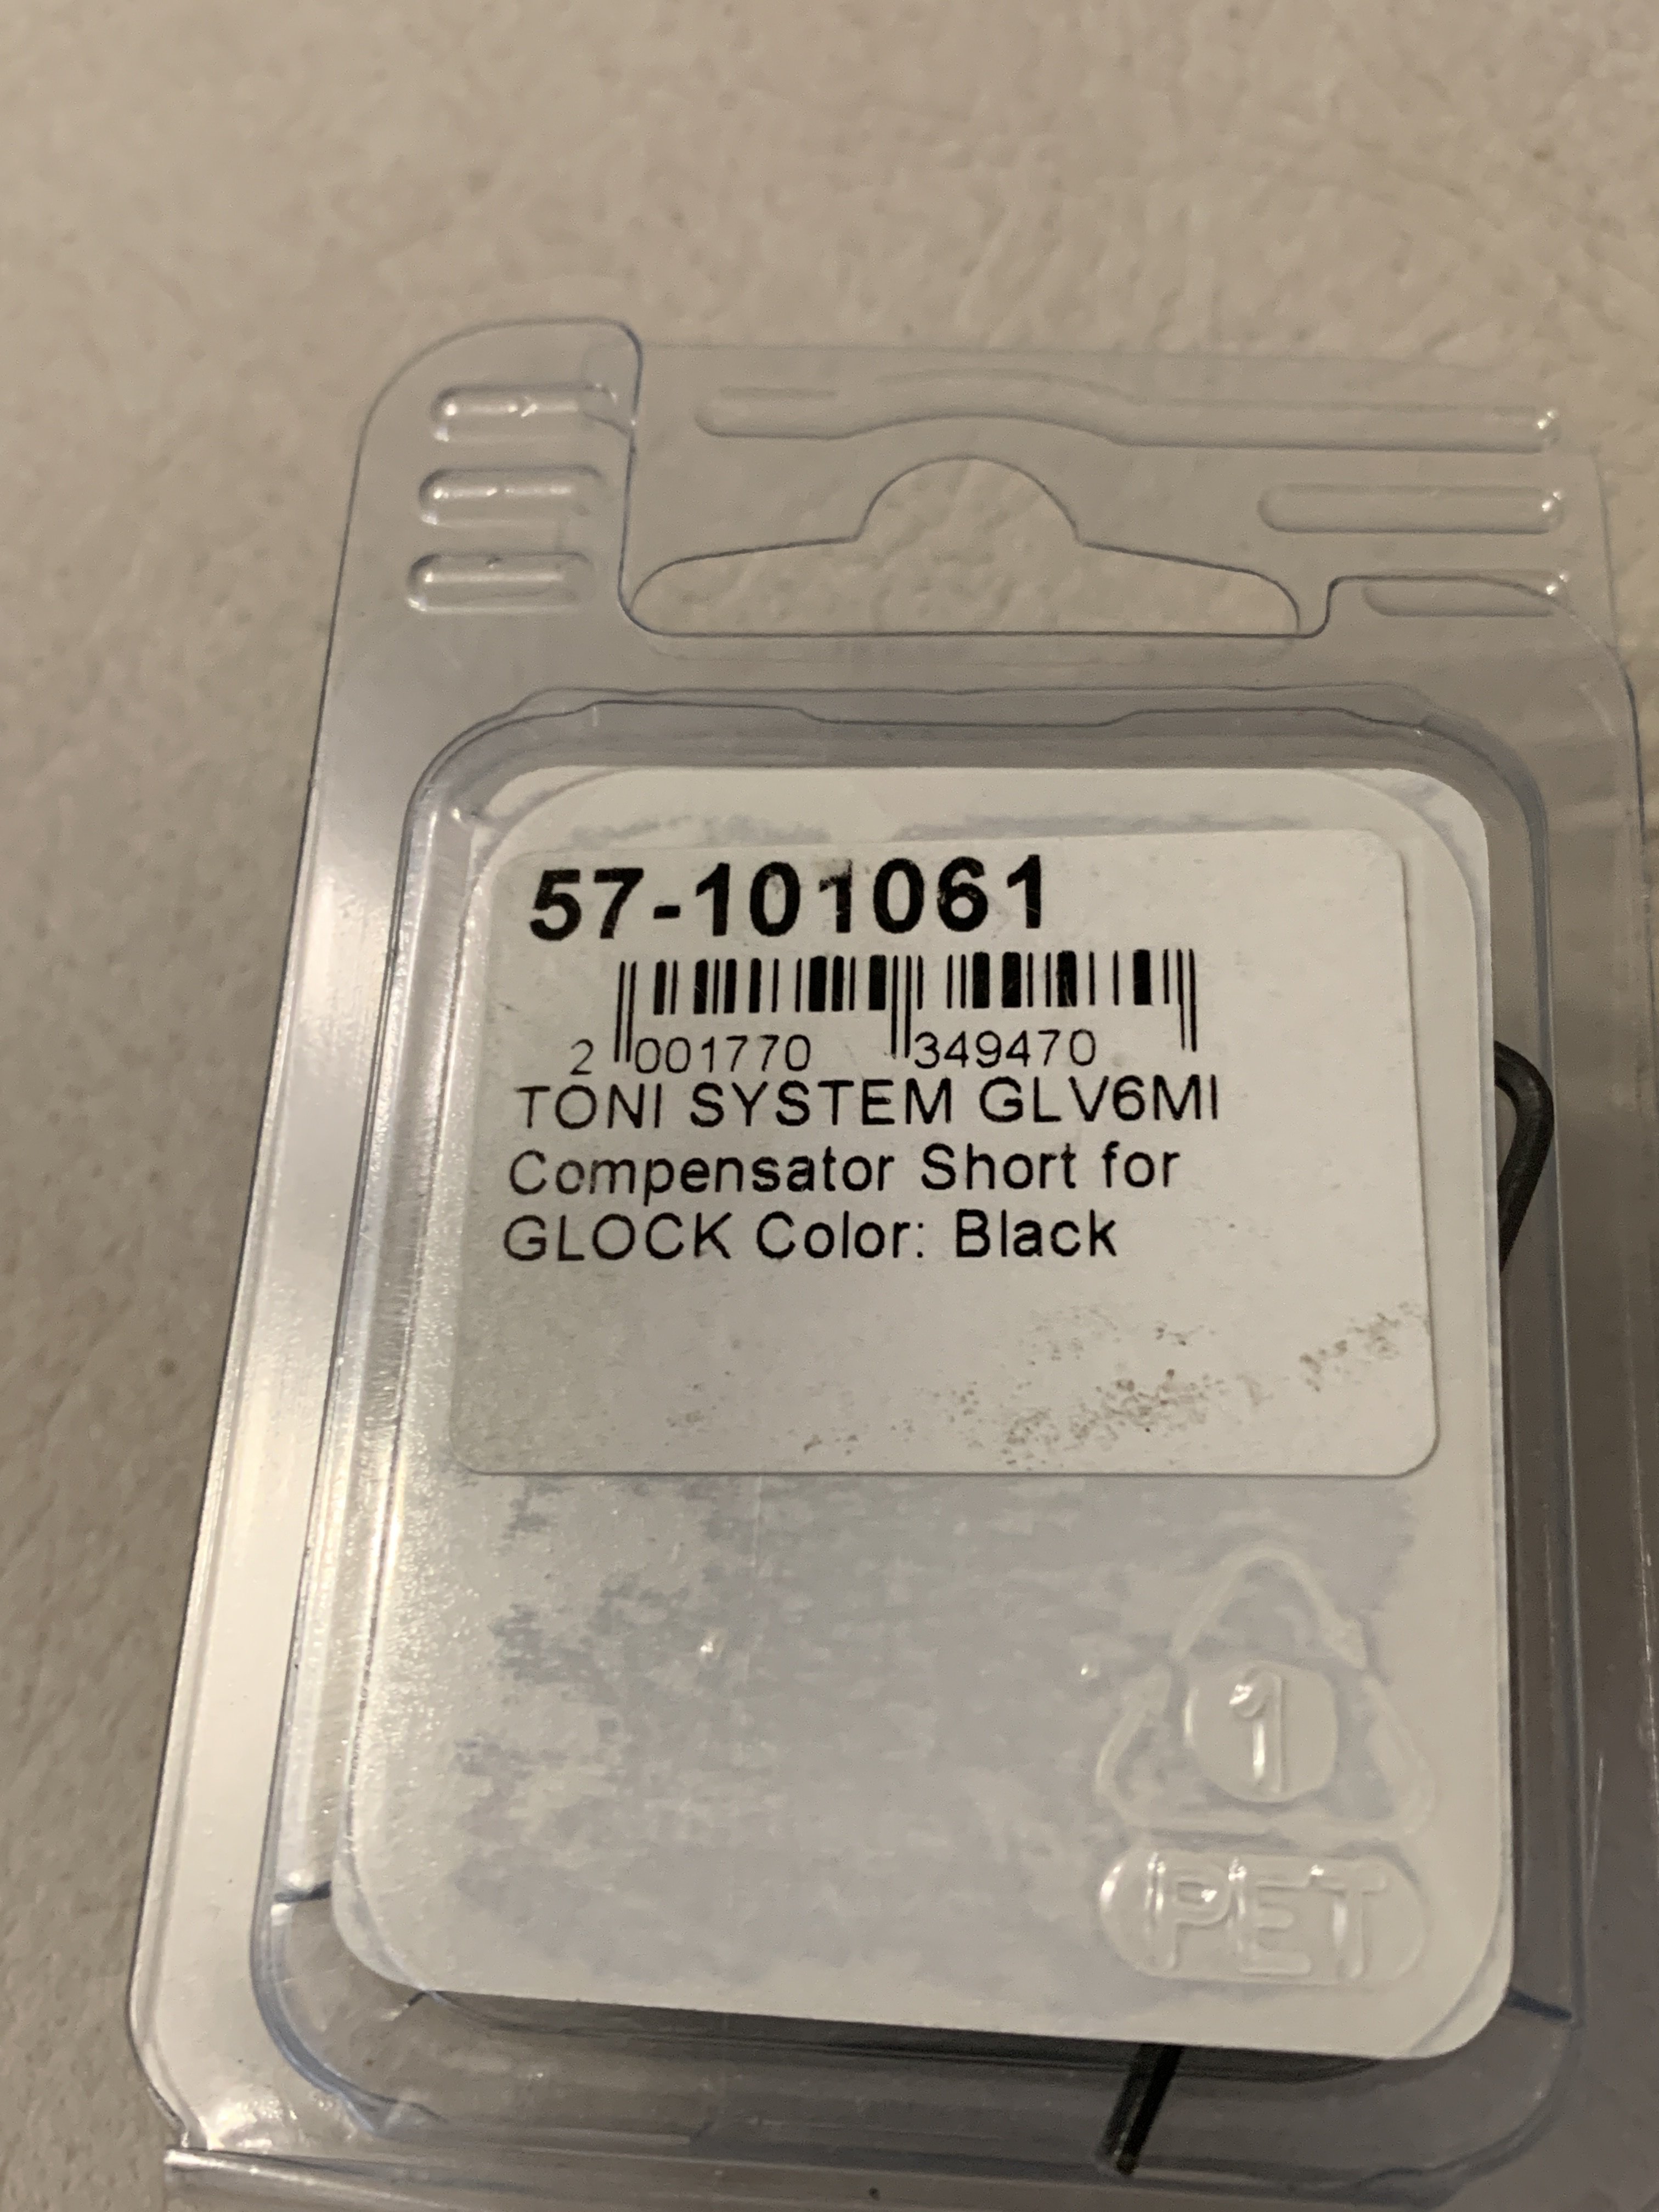 57-101061
2 001770 349470
TONI SYSTEM GLV6MI
Compensator Short for
GLOCK Color: Black
1
PET